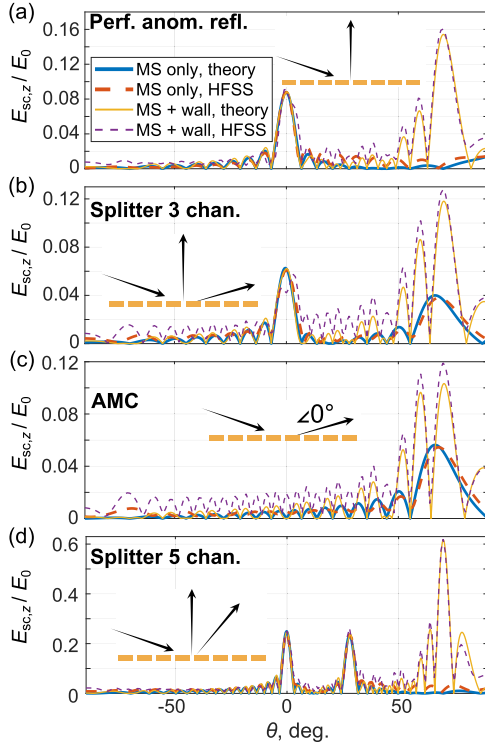 (a)
Perf. anom. refl.
0.16
0.12
0.08
0.04
0
E_sc,z / E_0
MS only, theory
MS only, HFSS
MS + wall, theory
MS + wall, HFSS
(b)
Splitter 3 chan.
0.12
0.08
0.04
0
E_sc,z / E_0
(c)
AMC
∠0°
0.12
0.08
0.04
0
E_sc,z / E_0
(d)
Splitter 5 chan.
0.6
0.4
0.2
0
E_sc,z / E_0
-50 0 50
θ, deg.